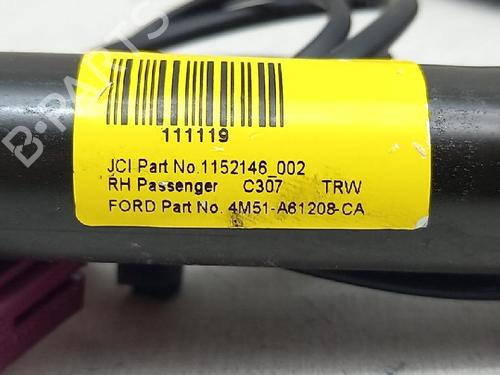 B-PARTS
111119
JCI Part No.1152146_002
RH Passenger C307 TRW
FORD Part No. 4M51-A61208-CA